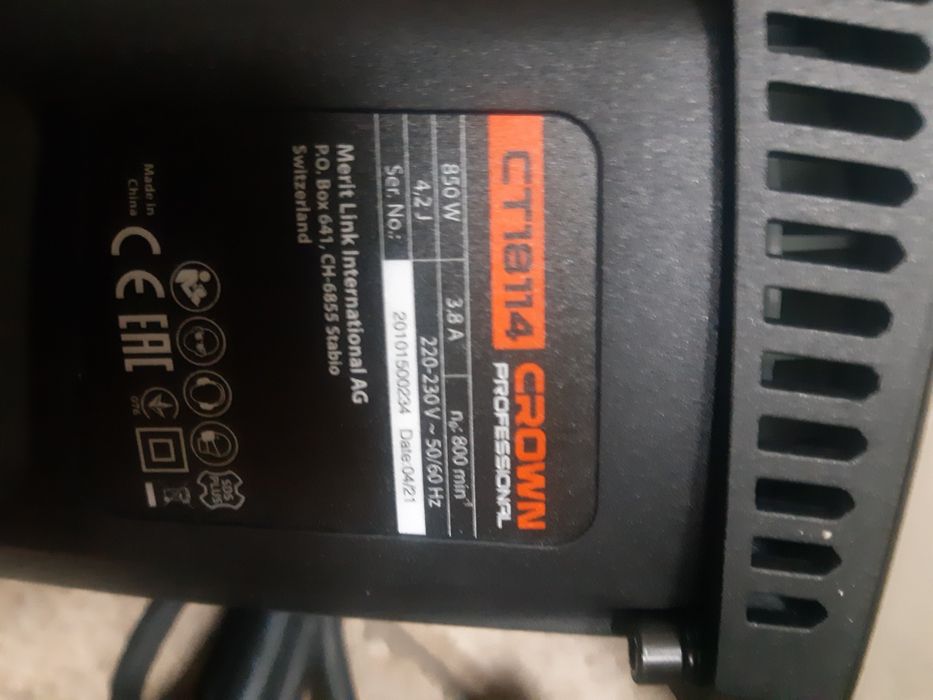 CT18114 CROWN
PROFESSIONAL
850 W 3.8 A n₀: 800 min⁻¹
4,2 J 220-230 V ~ 50/60 Hz
Ser. No.: 20101500234 Date:04/21
Merit Link International AG
P.O. Box 641, CH-6855 Stabio
Switzerland
SDS
PLUS
Made in
China
CE EAC
076